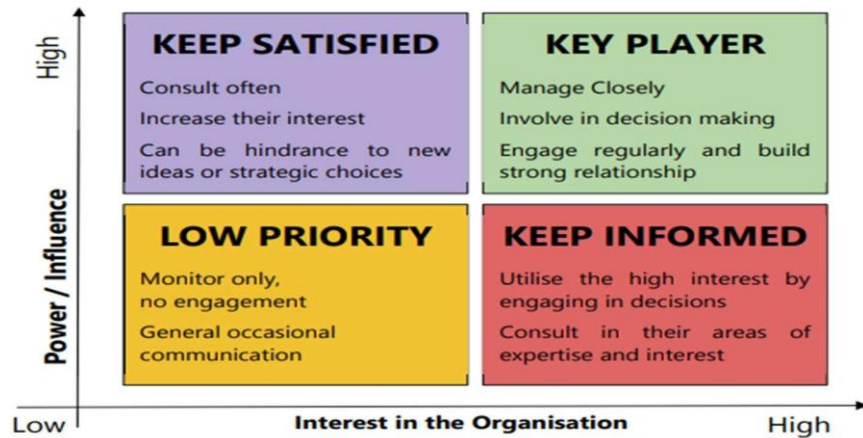 High
Power / Influence
KEEP SATISFIED
Consult often
Increase their interest
Can be hindrance to new
ideas or strategic choices
KEY PLAYER
Manage Closely
Involve in decision making
Engage regularly and build
strong relationship
LOW PRIORITY
Monitor only,
no engagement
General occasional
communication
KEEP INFORMED
Utilise the high interest by
engaging in decisions
Consult in their areas of
expertise and interest
Low
Interest in the Organisation
High